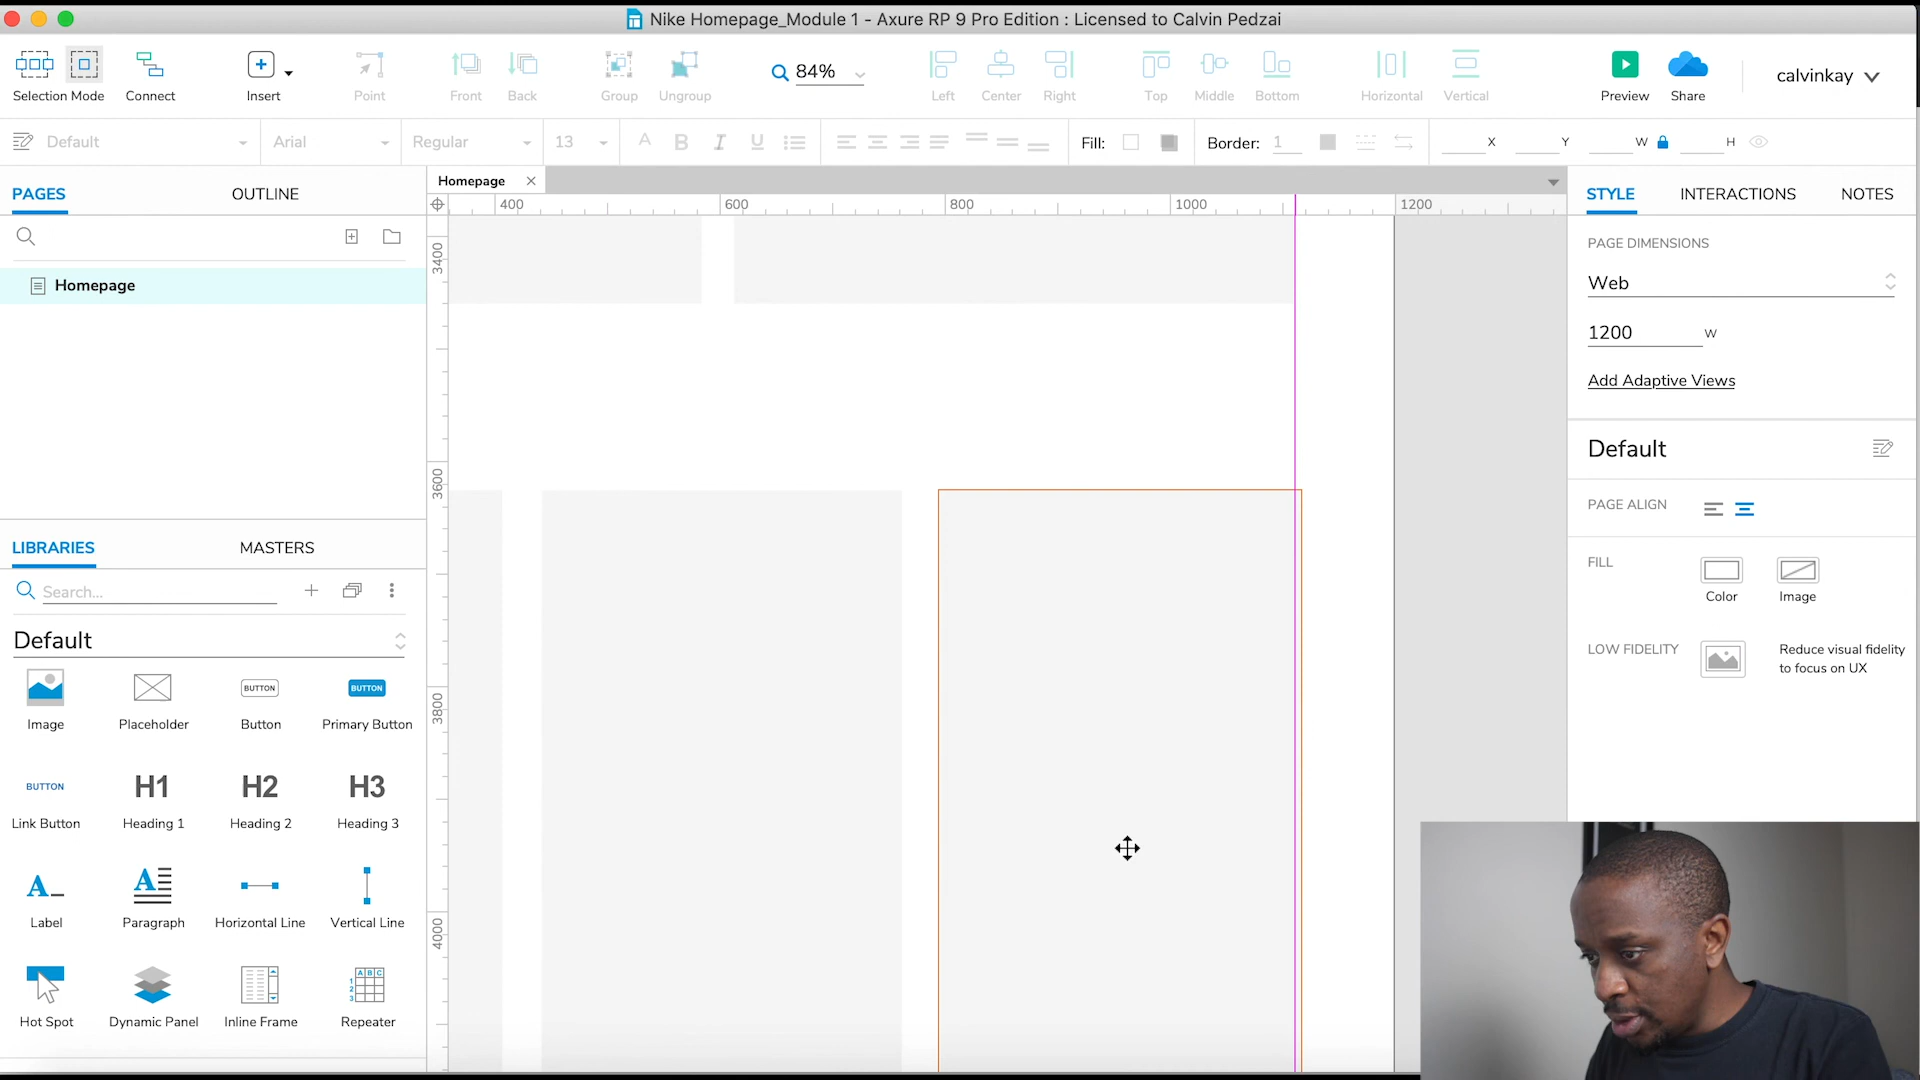 Nike Homepage_Module 1 - Axure RP 9 Pro Edition : Licensed to Calvin Pedzai
Selection Mode
Connect
Insert
Point
Front
Back
Group
Ungroup
84%
Left
Center
Right
Top
Middle
Bottom
Horizontal
Vertical
Preview
Share
calvinkay
Default
Arial
Regular
13
A
B
I
U
Fill:
Border: 1
X
Y
W
H
PAGES
OUTLINE
Homepage
Homepage
400
600
800
1000
1200
3400
3600
3800
4000
STYLE
INTERACTIONS
NOTES
PAGE DIMENSIONS
Web
1200 W
Add Adaptive Views
Default
PAGE ALIGN
FILL
Color
Image
LOW FIDELITY
Reduce visual fidelity
to focus on UX
LIBRARIES
MASTERS
Search...
Default
BUTTON
BUTTON
Image
Placeholder
Button
Primary Button
BUTTON
H1
H2
H3
Link Button
Heading 1
Heading 2
Heading 3
A
A
Label
Paragraph
Horizontal Line
Vertical Line
A B C
1
2
3
Hot Spot
Dynamic Panel
Inline Frame
Repeater